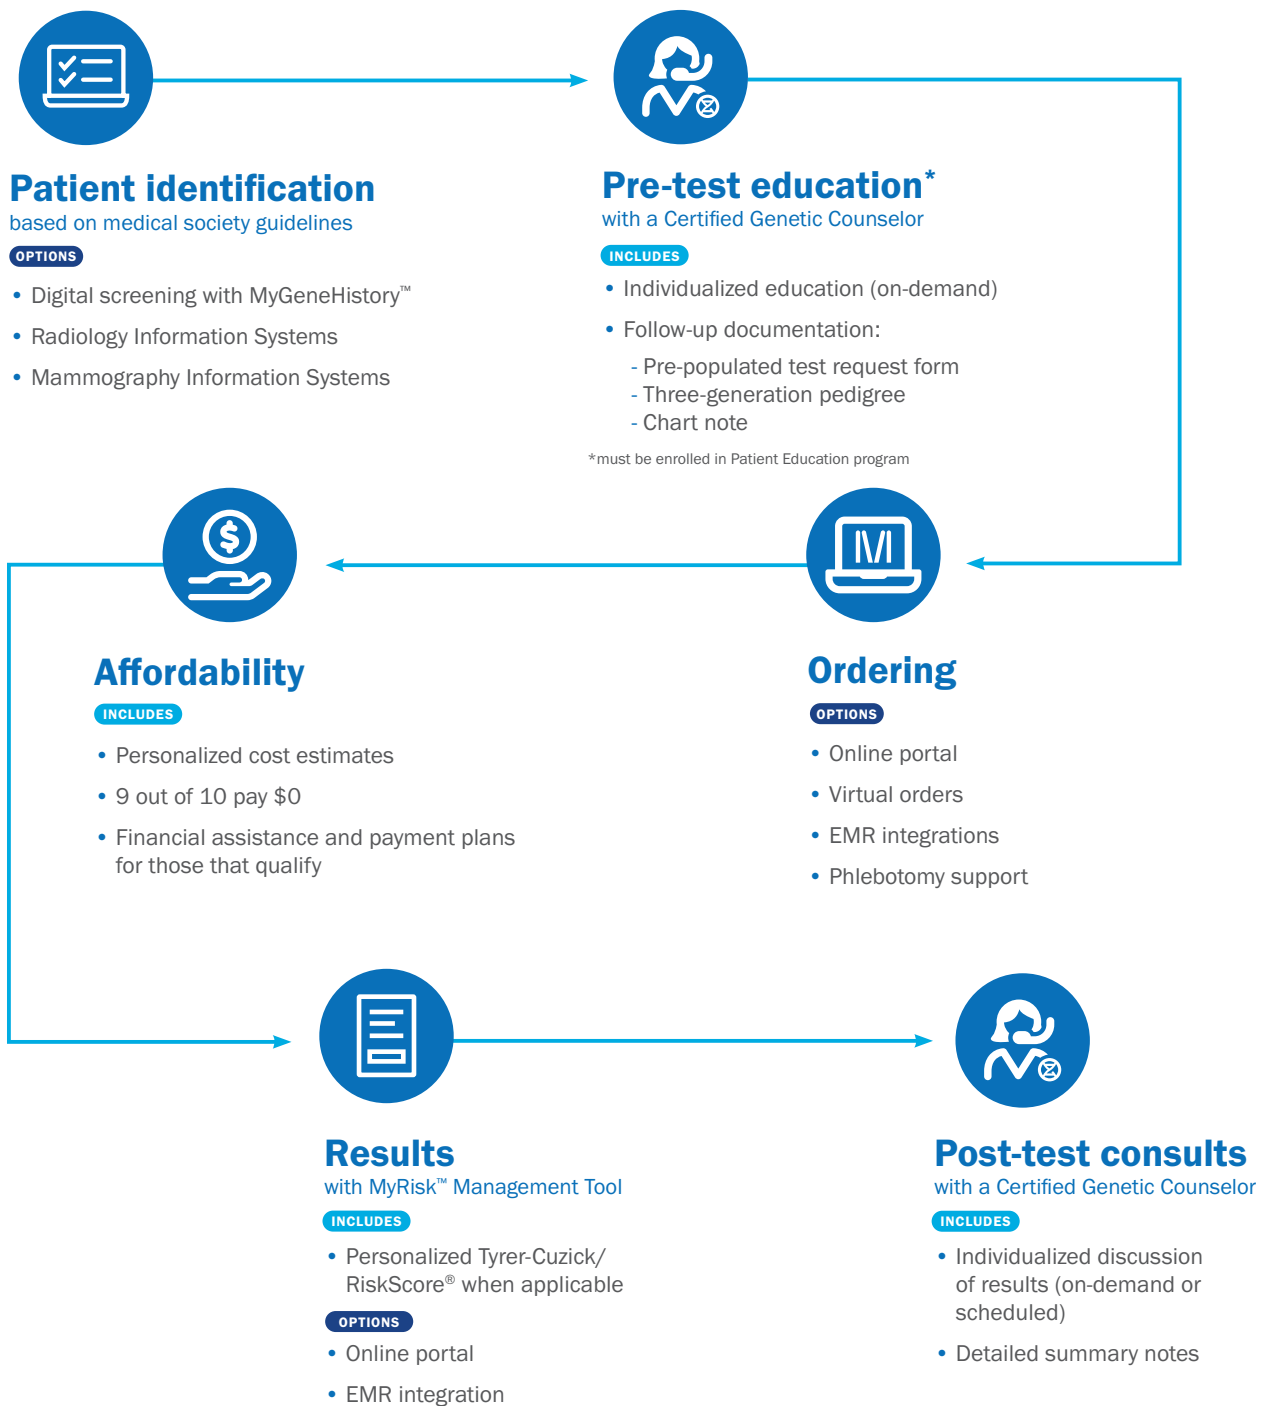 Patient identification
based on medical society guidelines
OPTIONS
• Digital screening with MyGeneHistory™
• Radiology Information Systems
• Mammography Information Systems
Pre-test education*
with a Certified Genetic Counselor
INCLUDES
• Individualized education (on-demand)
• Follow-up documentation:
- Pre-populated test request form
- Three-generation pedigree
- Chart note
*must be enrolled in Patient Education program
Ordering
OPTIONS
• Online portal
• Virtual orders
• EMR integrations
• Phlebotomy support
Affordability
INCLUDES
• Personalized cost estimates
• 9 out of 10 pay $0
• Financial assistance and payment plans
for those that qualify
Results
with MyRisk™ Management Tool
INCLUDES
• Personalized Tyrer-Cuzick/
RiskScore® when applicable
OPTIONS
• Online portal
• EMR integration
Post-test consults
with a Certified Genetic Counselor
INCLUDES
• Individualized discussion
of results (on-demand or
scheduled)
• Detailed summary notes